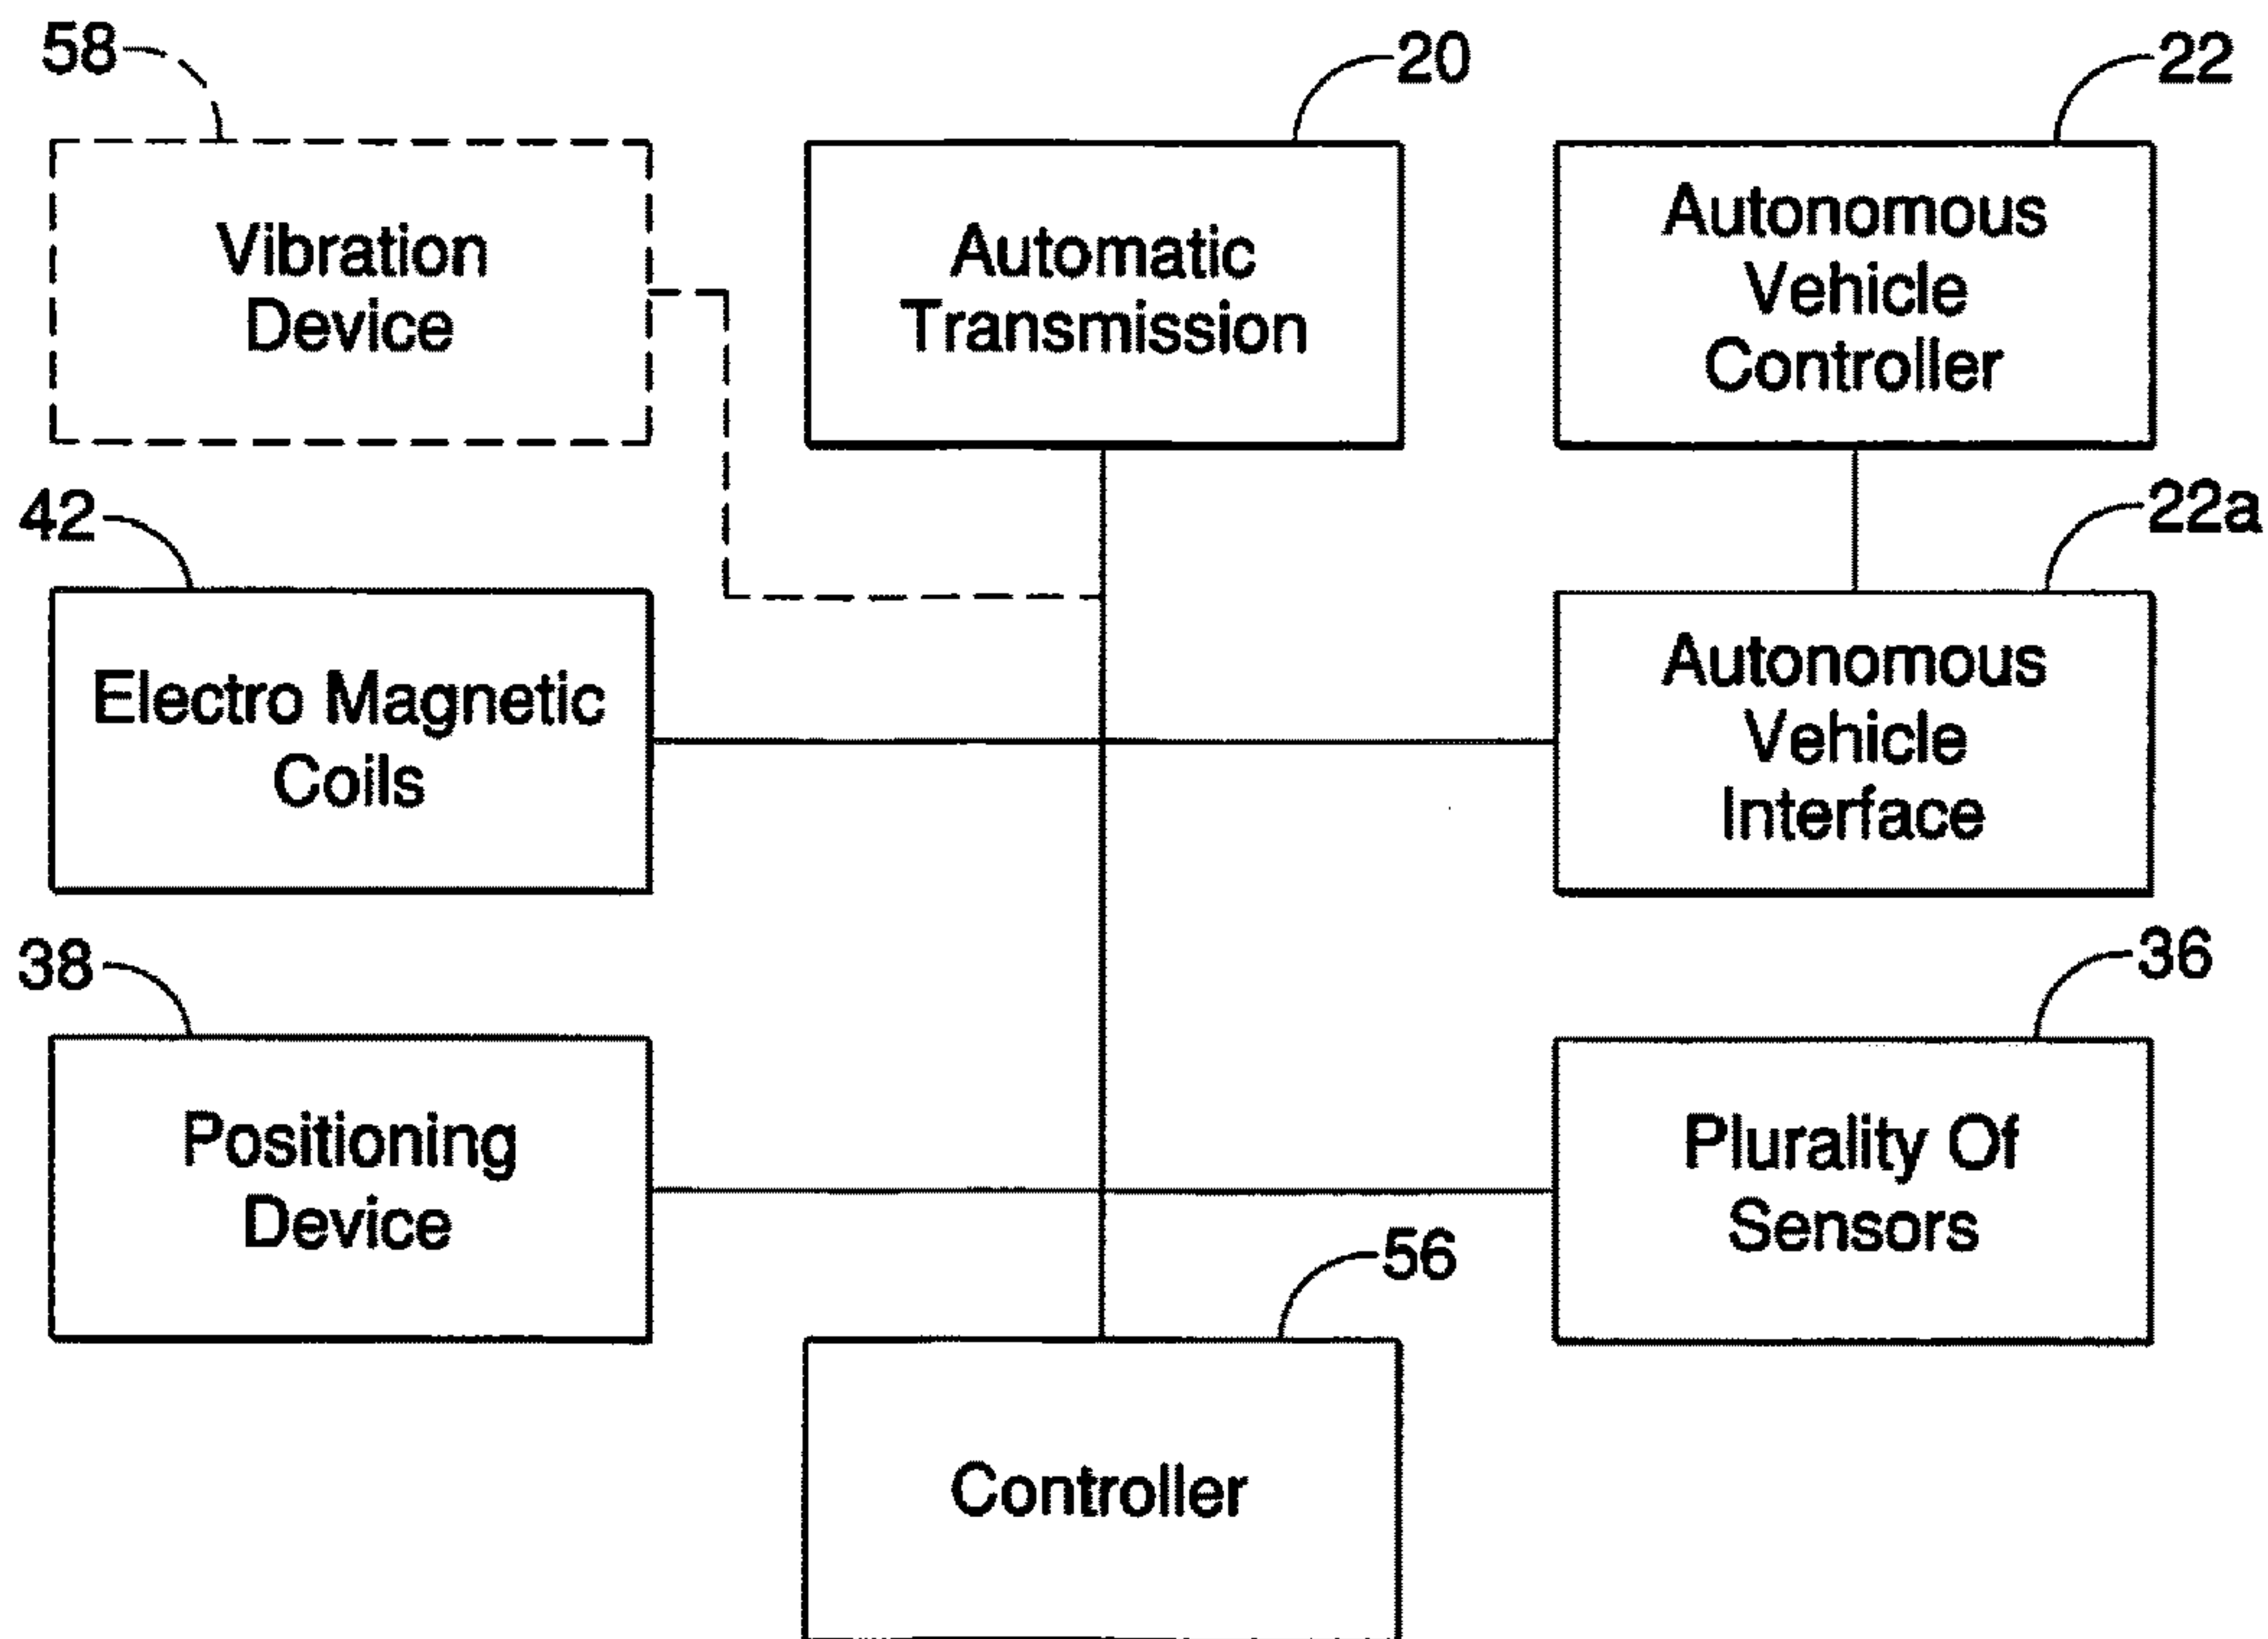 58
20
22
Vibration
Device
Automatic
Transmission
Autonomous
Vehicle
Controller
42
22a
Electro Magnetic
Coils
Autonomous
Vehicle
Interface
38
36
Positioning
Device
Plurality Of
Sensors
56
Controller